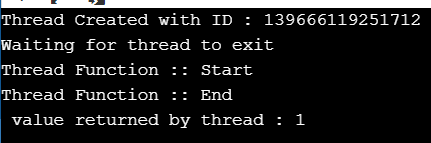 Thread Created with ID : 139666119251712
Waiting for thread to exit
Thread Function :: Start
Thread Function :: End
 value returned by thread : 1